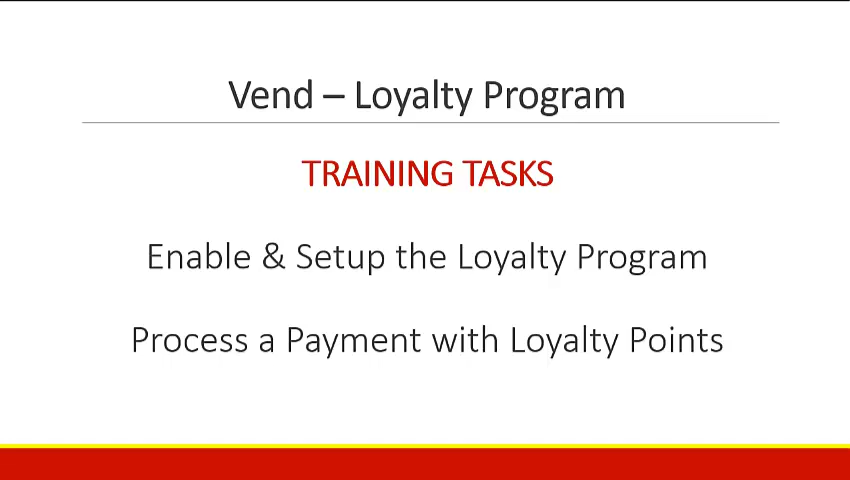 Vend – Loyalty Program
TRAINING TASKS
Enable & Setup the Loyalty Program
Process a Payment with Loyalty Points